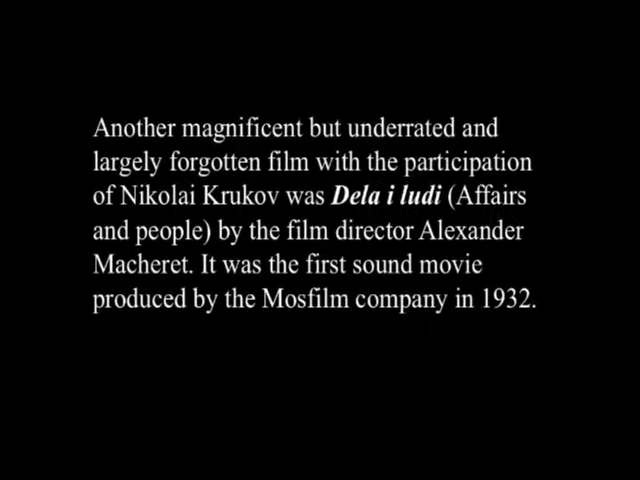 Another magnificent but underrated and
largely forgotten film with the participation
of Nikolai Krukov was Dela i ludi (Affairs
and people) by the film director Alexander
Macheret. It was the first sound movie
produced by the Mosfilm company in 1932.